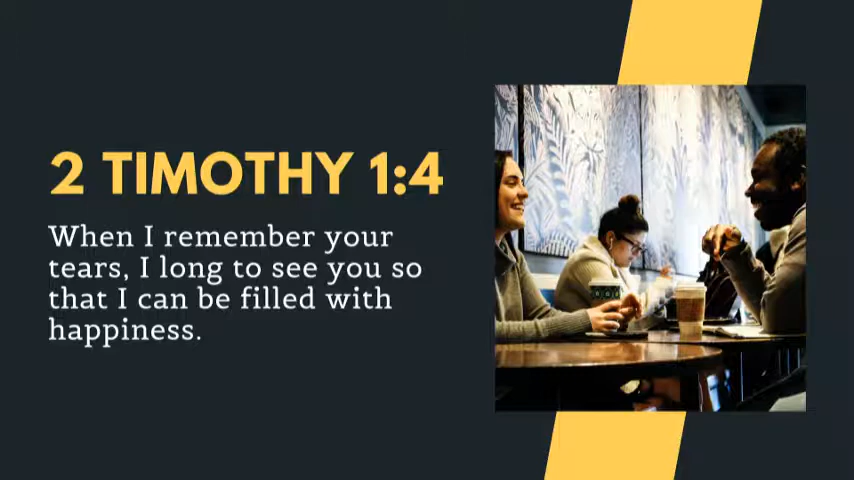 2 TIMOTHY 1:4
When I remember your
tears, I long to see you so
that I can be filled with
happiness.